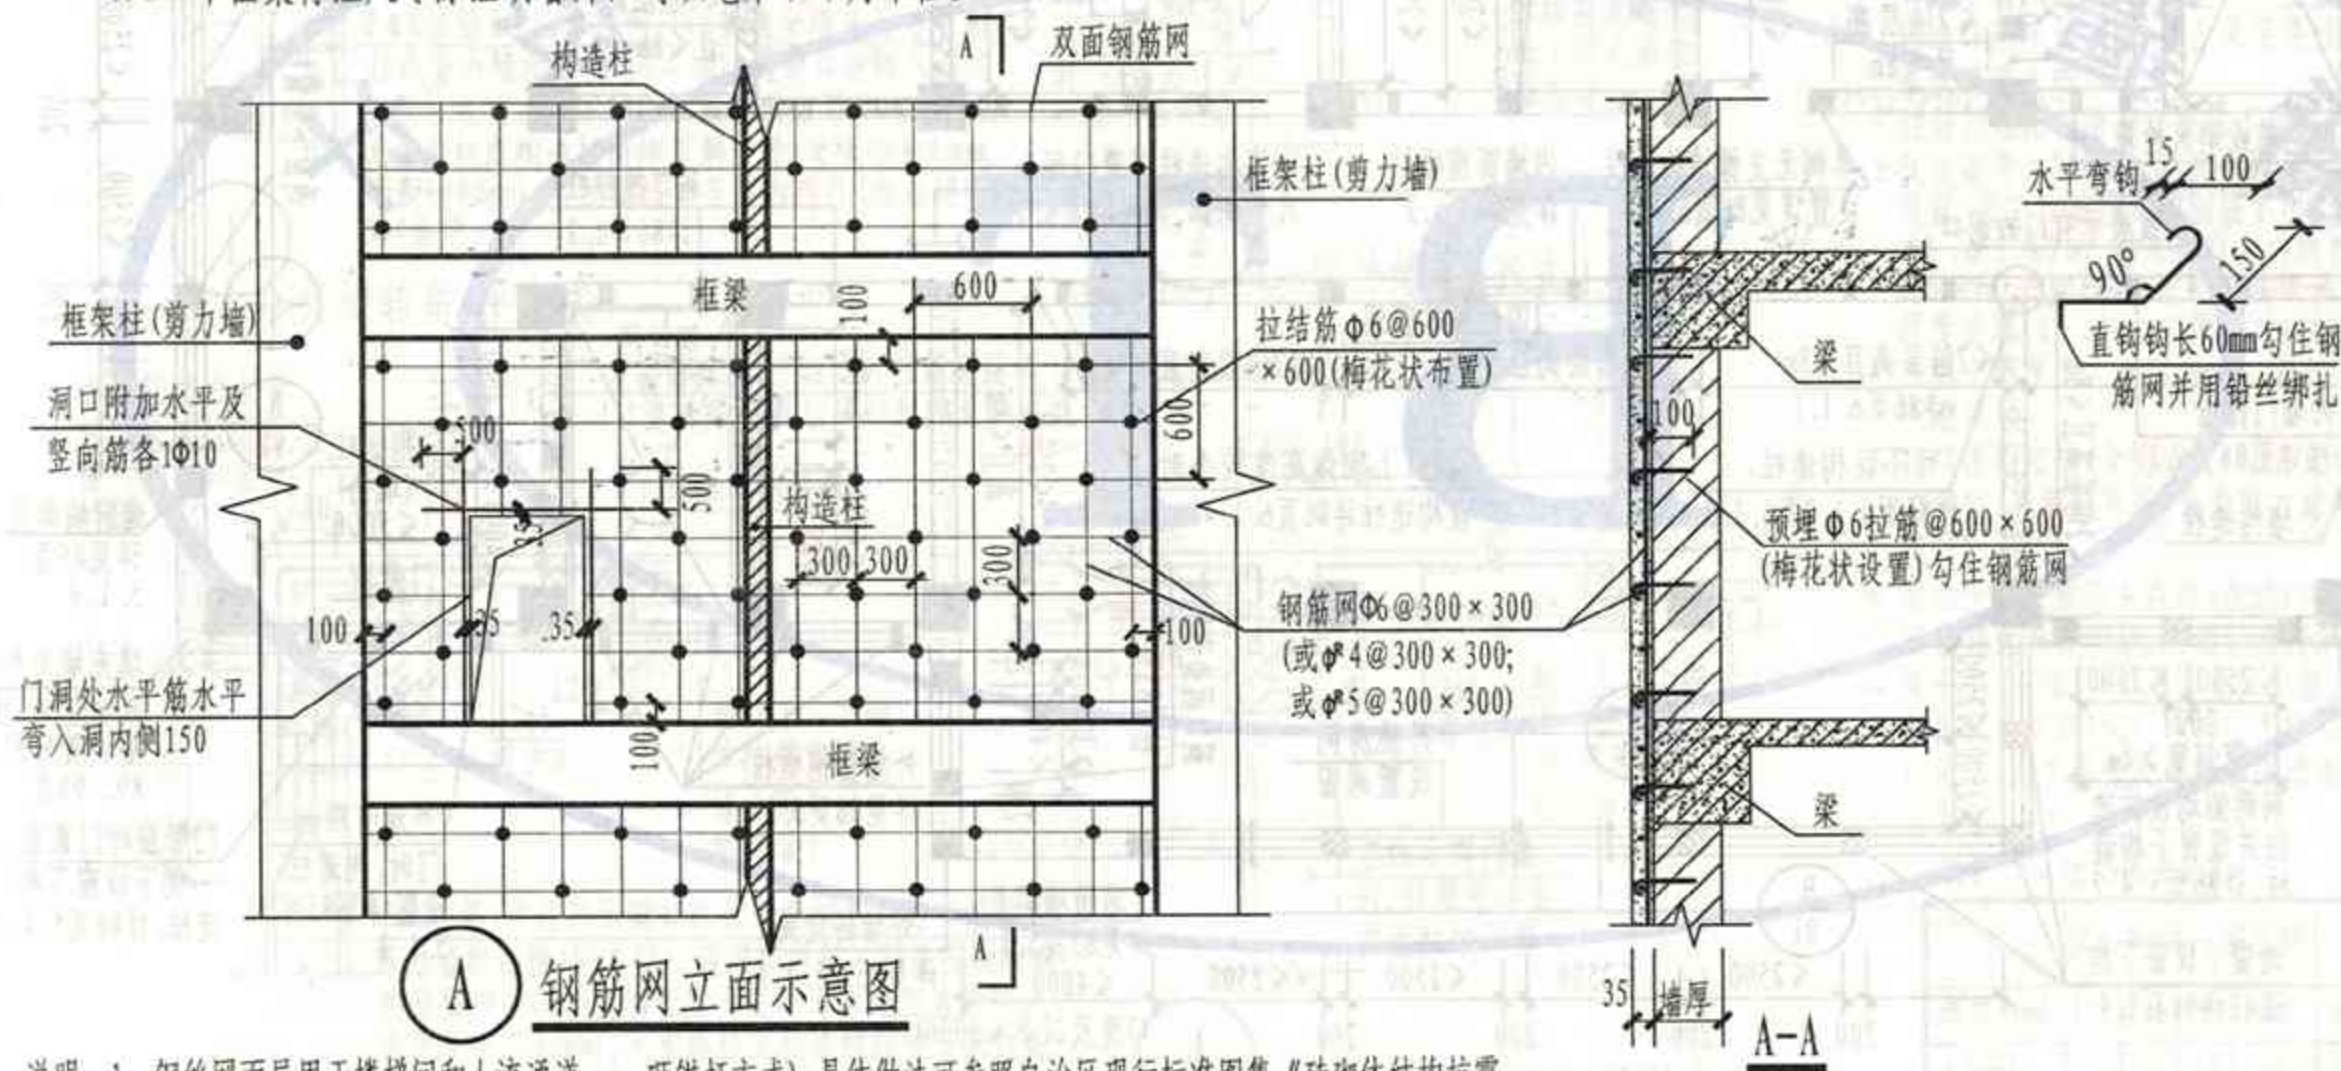 构造柱
A
双面钢筋网
框架柱(剪力墙)
15
100
水平弯钩
150
90°
直钩钩长60mm勾住钢
筋网并用铅丝绑扎
框梁
100
600
框架柱(剪力墙)
拉结筋Φ6@600
×600(梅花状布置)
梁
洞口附加水平及
竖向筋各1Φ10
600
500
100
构造柱
预埋Φ6拉筋@600×600
(梅花状设置)勾住钢筋网
300
300
300
钢筋网Φ6@300×300
(或ΦR4@300×300;
或ΦR5@300×300)
100
35
35
100
门洞处水平筋水平
弯入洞内侧150
100
框梁
梁
A
A
钢筋网立面示意图
35
墙厚
A-A